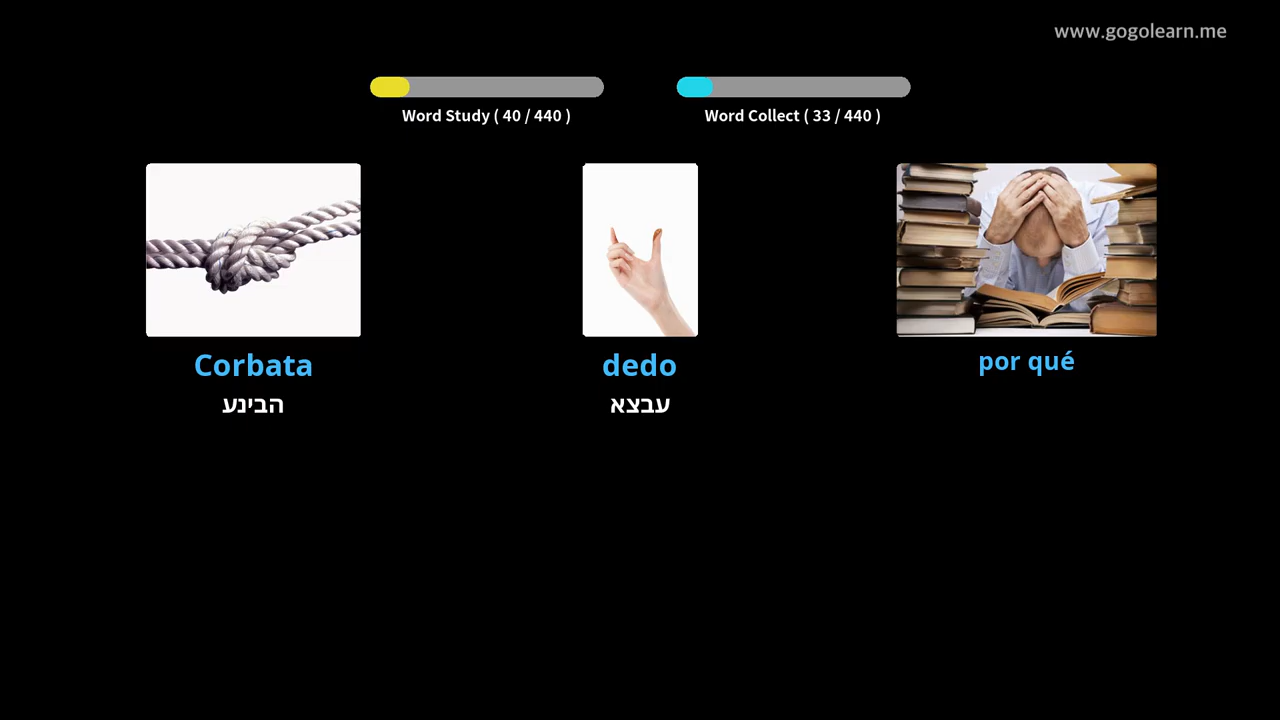 www.gogolearn.me
Word Study ( 40 / 440 )
Word Collect ( 33 / 440 )
Corbata
הבינע
dedo
עבצא
por qué